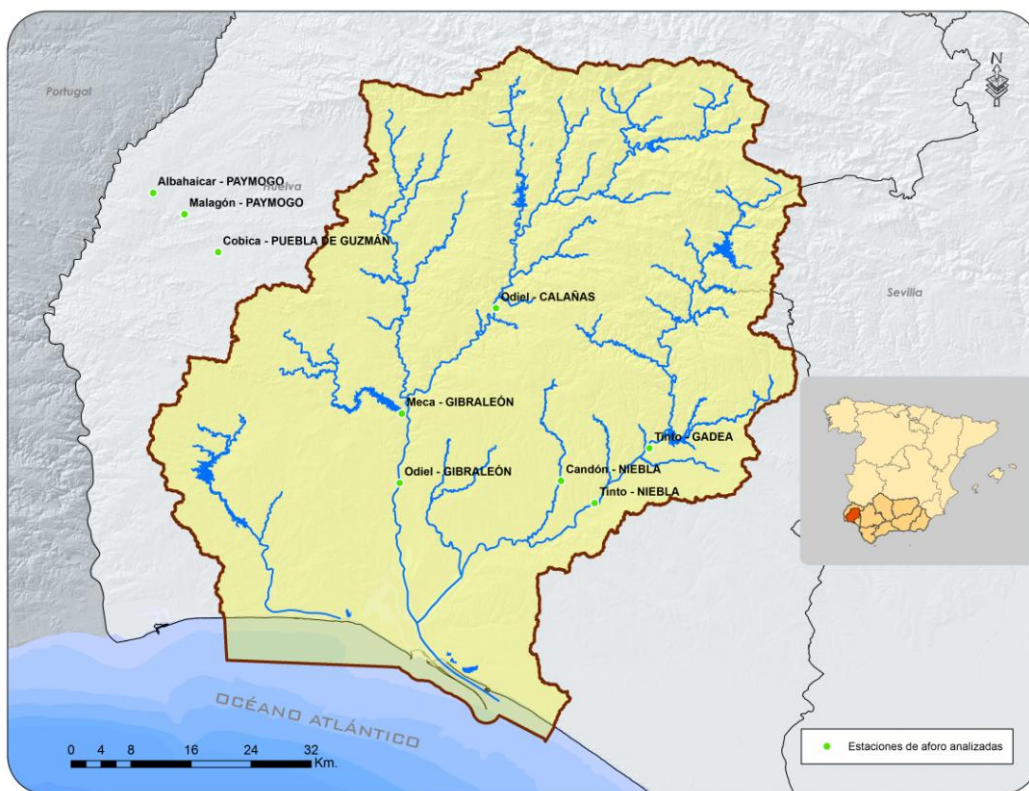 Portugal
N
Albahaicar - PAYMOGO
Huelva
Malagón - PAYMOGO
Cobica - PUEBLA DE GUZMÁN
Sevilla
Odiel - CALAÑAS
Meca - GIBRALEÓN
Tinto - GADEA
Odiel - GIBRALEÓN
Candón - NIEBLA
Tinto - NIEBLA
OCÉANO ATLÁNTICO
0 4 8 16 24 32
Km.
Estaciones de aforo analizadas